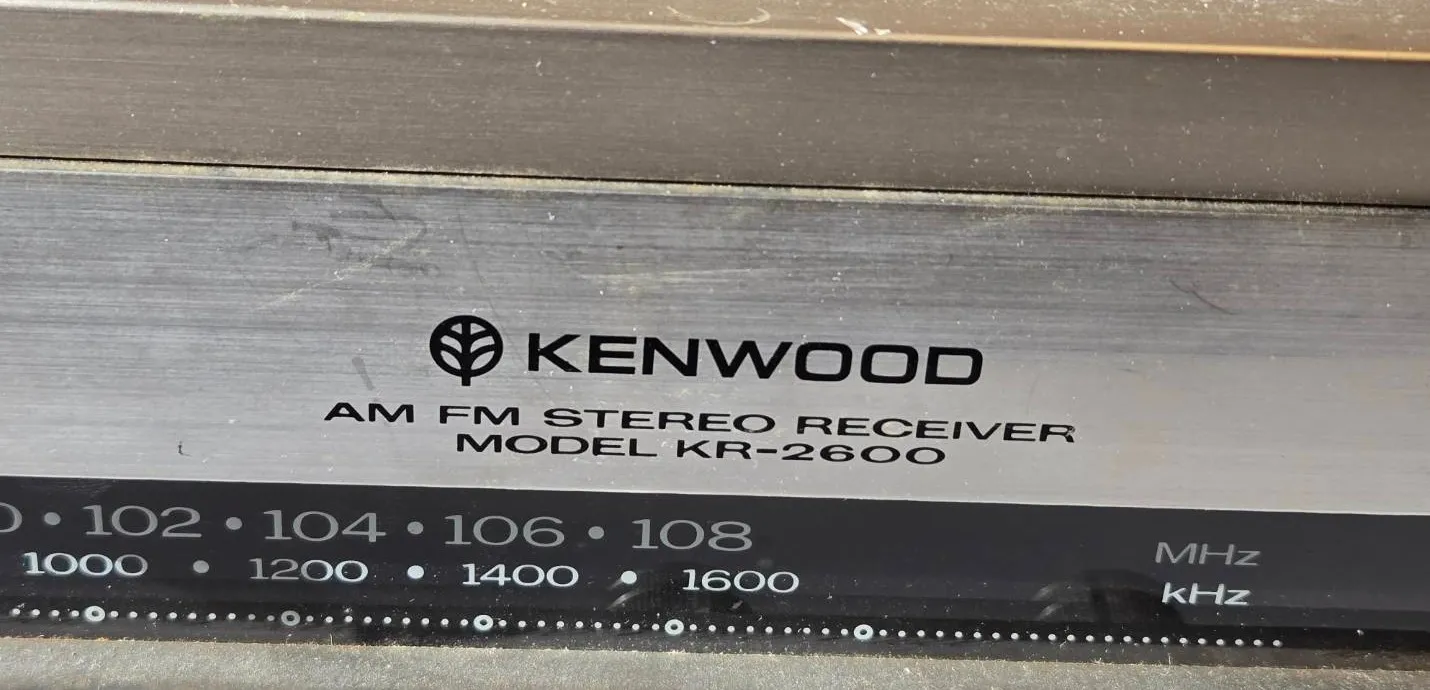 KENWOOD
AM FM STEREO RECEIVER
MODEL KR-2600
• 102 • 104 • 106 • 108
MHz
1000 • 1200 • 1400 • 1600
kHz